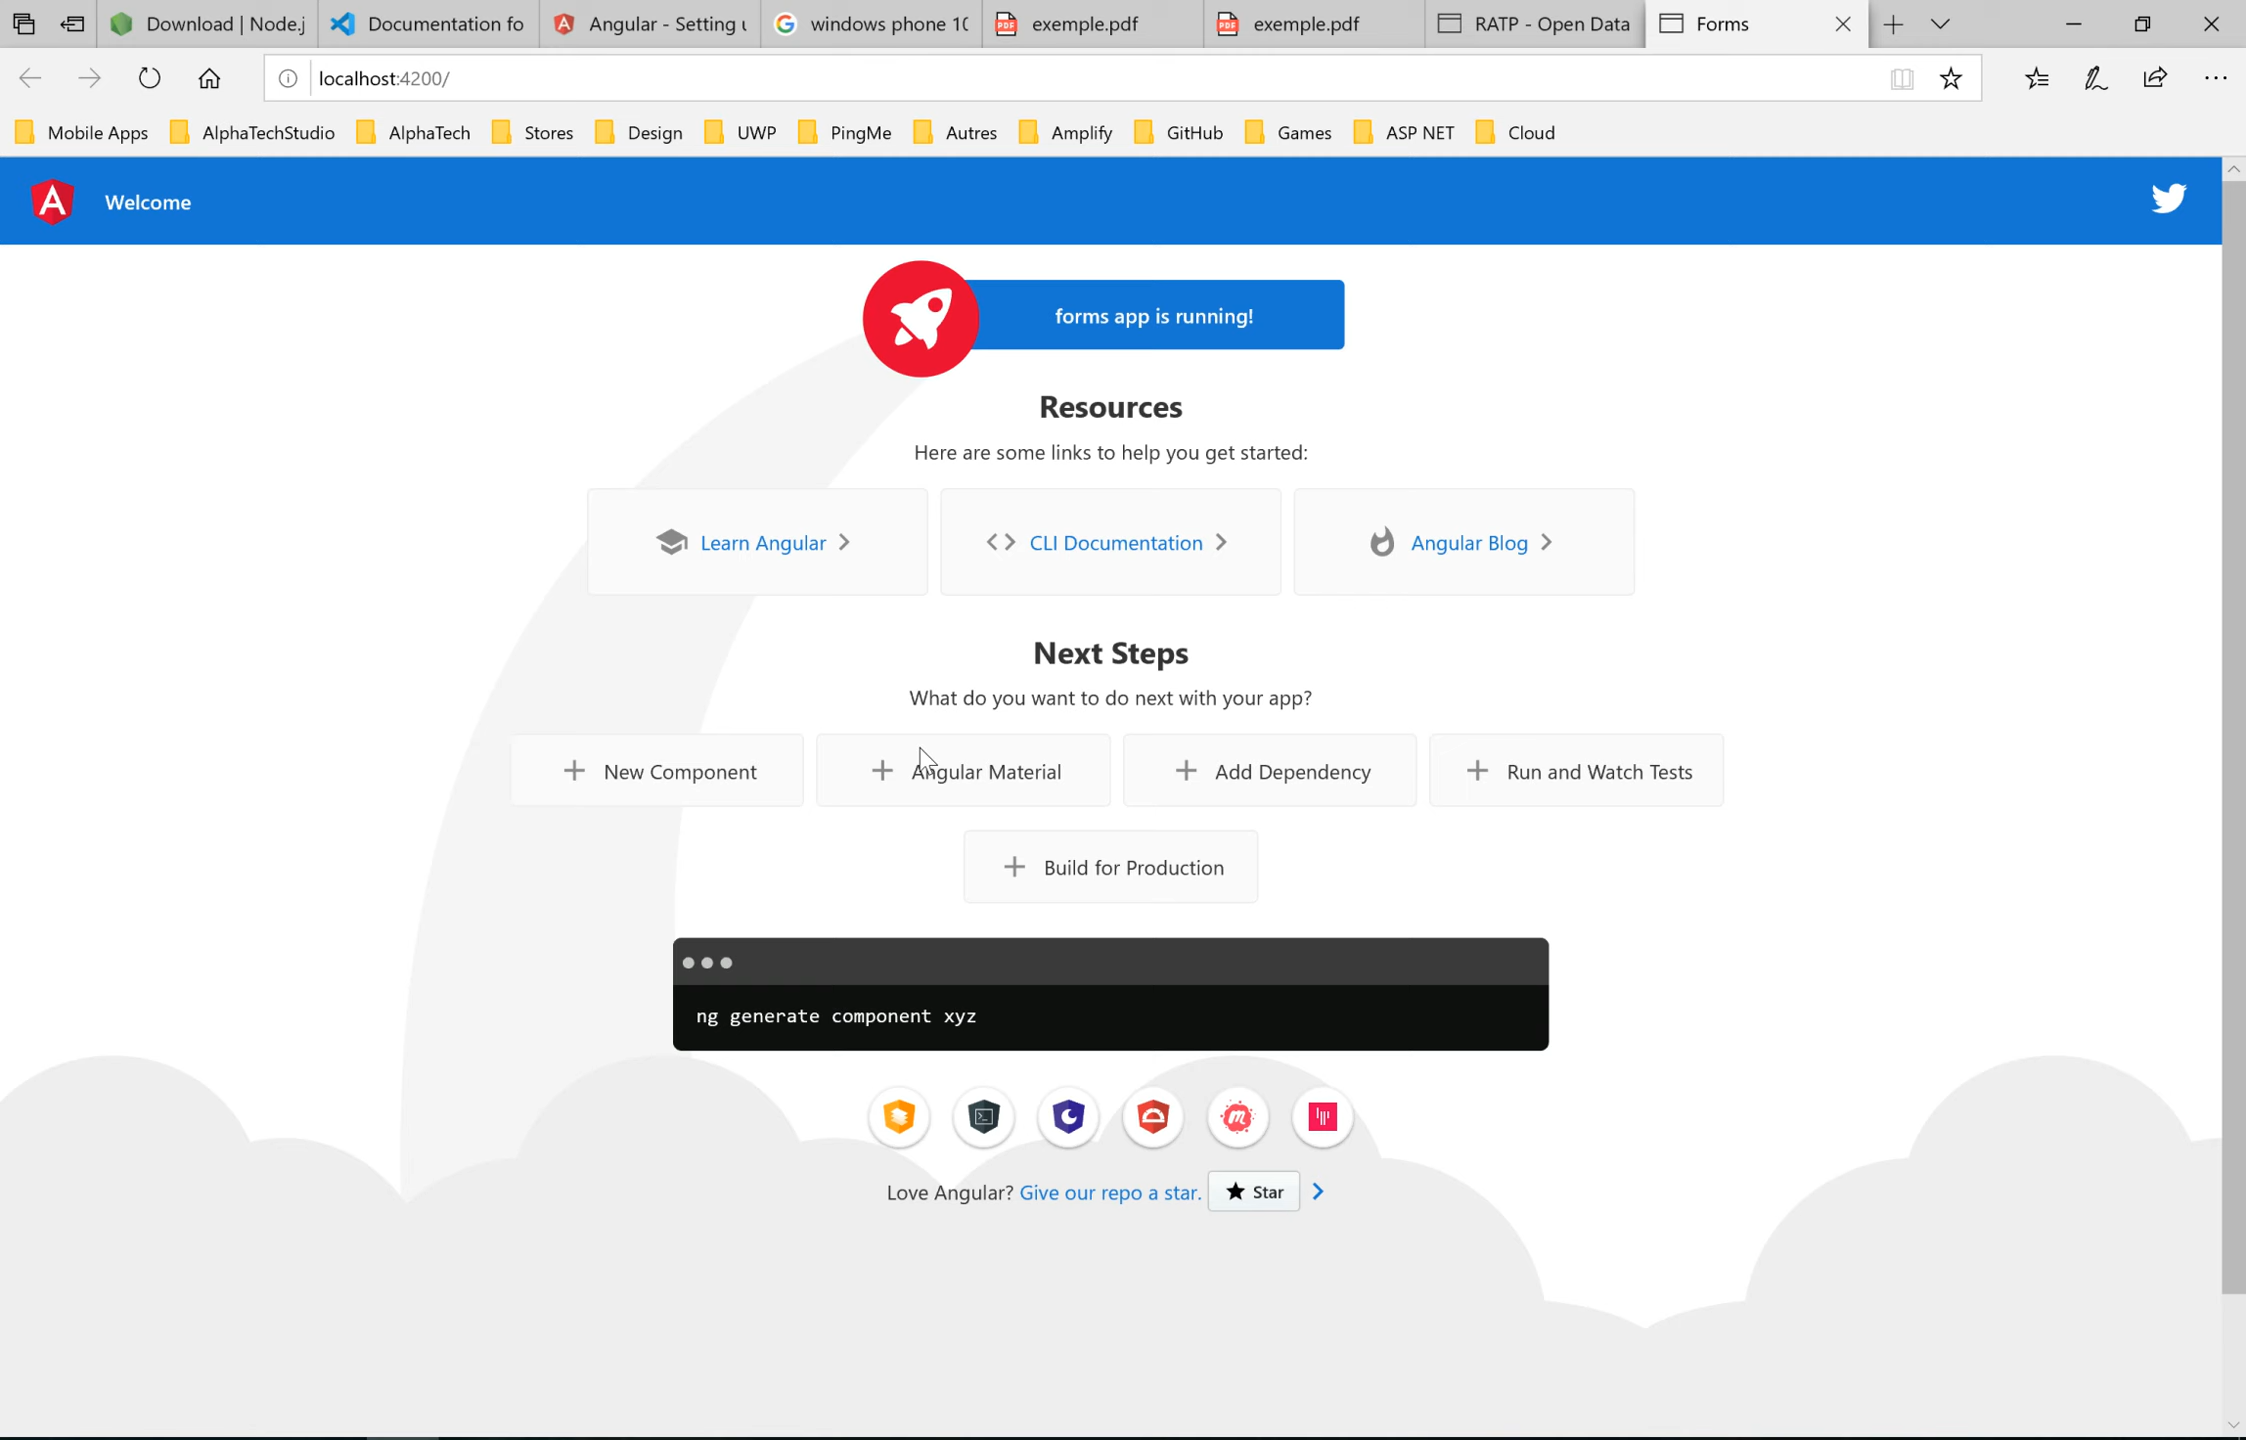 Download | Node.j
Documentation fo
Angular - Setting u
windows phone 10
exemple.pdf
exemple.pdf
RATP - Open Data
Forms
localhost:4200/
Mobile Apps
AlphaTechStudio
AlphaTech
Stores
Design
UWP
PingMe
Autres
Amplify
GitHub
Games
ASP NET
Cloud
Welcome
forms app is running!
Resources
Here are some links to help you get started:
Learn Angular
CLI Documentation
Angular Blog
Next Steps
What do you want to do next with your app?
New Component
Angular Material
Add Dependency
Run and Watch Tests
Build for Production
ng generate component xyz
Love Angular? Give our repo a star. Star